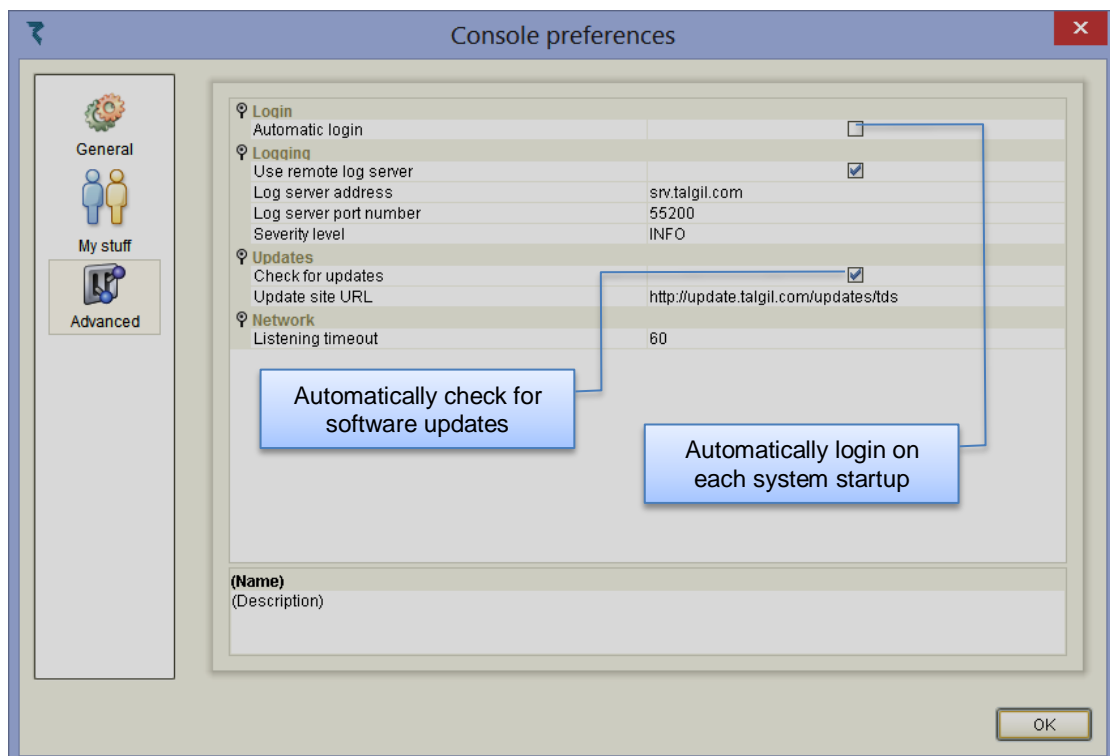 Console preferences
General
My stuff
Advanced
Login
Automatic login
Logging
Use remote log server
Log server address srv.talgil.com
Log server port number 55200
Severity level INFO
Updates
Check for updates
Update site URL http://update.talgil.com/updates/tds
Network
Listening timeout 60
Automatically check for
software updates
Automatically login on
each system startup
(Name)
(Description)
OK